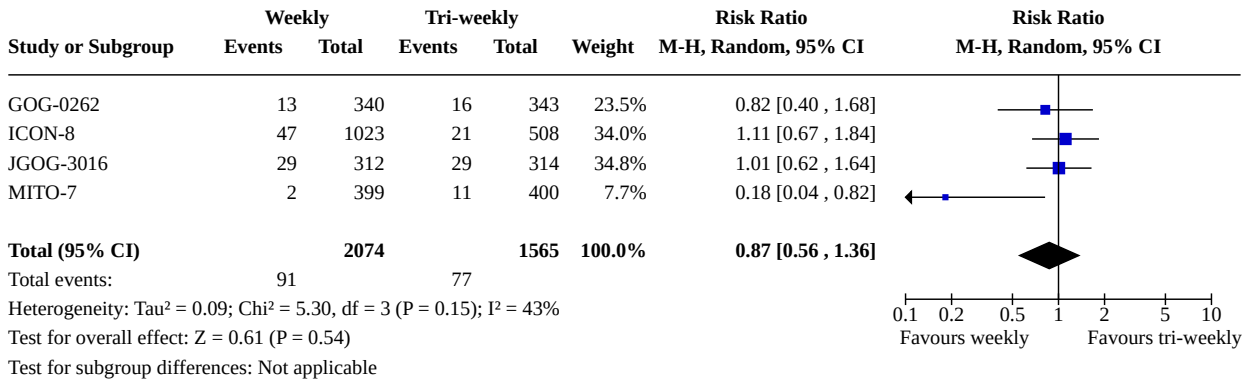 Weekly Tri-weekly Risk Ratio Risk Ratio
Study or Subgroup Events Total Events Total Weight M-H, Random, 95% CI M-H, Random, 95% CI
GOG-0262 13 340 16 343 23.5% 0.82 [0.40 , 1.68]
ICON-8 47 1023 21 508 34.0% 1.11 [0.67 , 1.84]
JGOG-3016 29 312 29 314 34.8% 1.01 [0.62 , 1.64]
MITO-7 2 399 11 400 7.7% 0.18 [0.04 , 0.82]
Total (95% CI) 2074 1565 100.0% 0.87 [0.56 , 1.36]
Total events: 91 77
Heterogeneity: Tau² = 0.09; Chi² = 5.30, df = 3 (P = 0.15); I² = 43%
0.1 0.2 0.5 1 2 5 10
Test for overall effect: Z = 0.61 (P = 0.54)
Favours weekly Favours tri-weekly
Test for subgroup differences: Not applicable